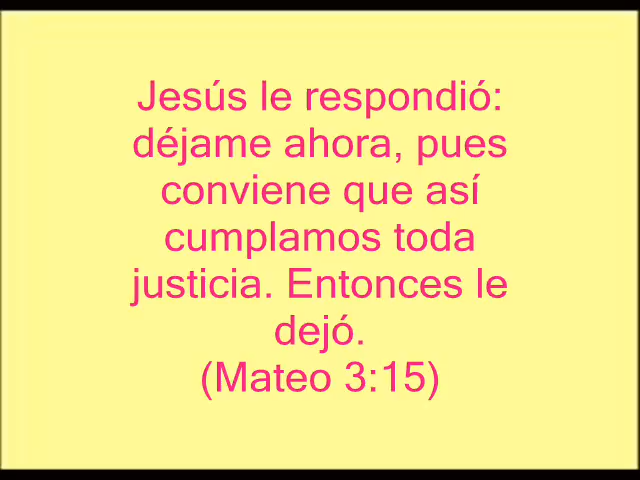 Jesús le respondió:
déjame ahora, pues
conviene que así
cumplamos toda
justicia. Entonces le
dejó.
(Mateo 3:15)